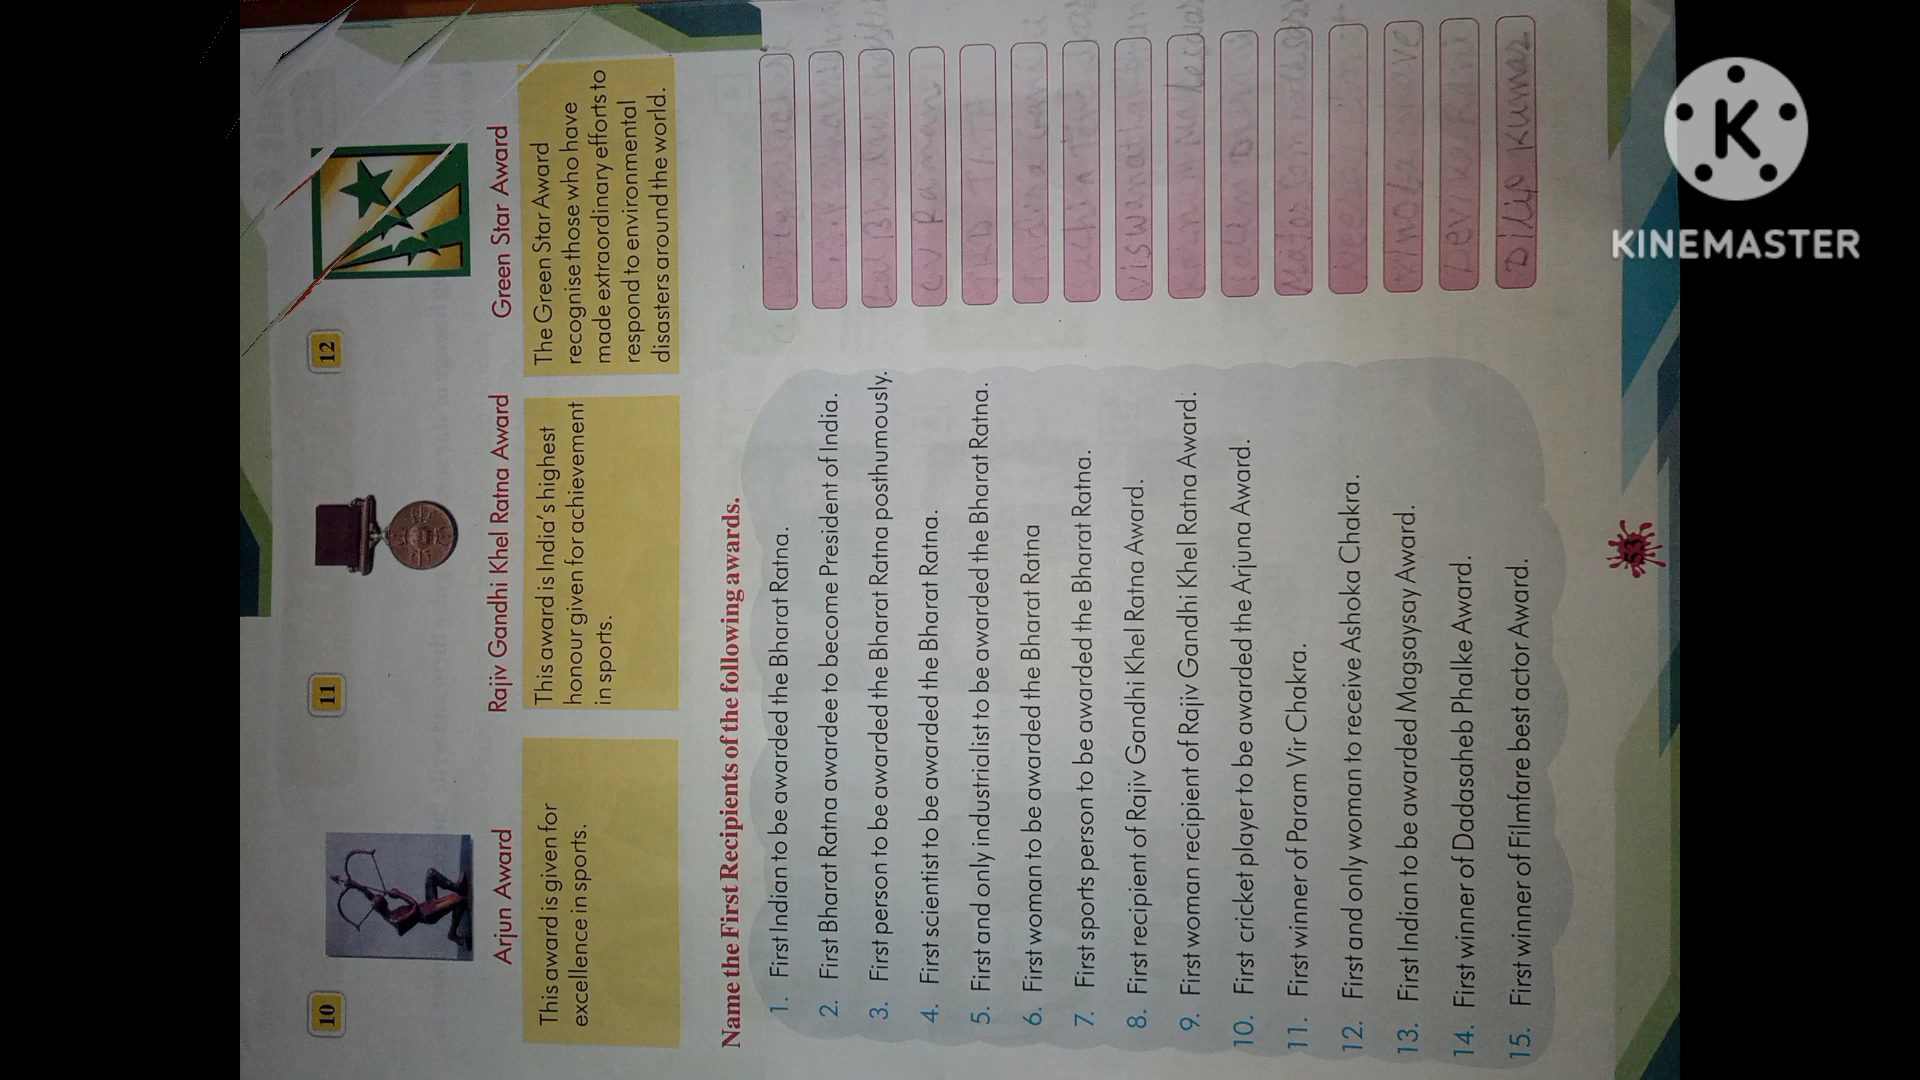 10
11
12
Arjun Award
Rajiv Gandhi Khel Ratna Award
Green Star Award
This award is given for
excellence in sports.
This award is India's highest
honour given for achievement
in sports.
The Green Star Award
recognise those who have
made extraordinary efforts to
respond to environmental
disasters around the world.
Name the First Recipients of the following awards.
1. First Indian to be awarded the Bharat Ratna.
2. First Bharat Ratna awardee to become President of India.
3. First person to be awarded the Bharat Ratna posthumously.
4. First scientist to be awarded the Bharat Ratna. CV Raman
5. First and only industrialist to be awarded the Bharat Ratna. JRD TATA
6. First woman to be awarded the Bharat Ratna
7. First sports person to be awarded the Bharat Ratna.
8. First recipient of Rajiv Gandhi Khel Ratna Award. Viswanathan
9. First woman recipient of Rajiv Gandhi Khel Ratna Award.
10. First cricket player to be awarded the Arjuna Award.
11. First winner of Param Vir Chakra. Major
12. First and only woman to receive Ashoka Chakra.
13. First Indian to be awarded Magsaysay Award.
14. First winner of Dadasaheb Phalke Award. Devika Rani
15. First winner of Filmfare best actor Award. Dilip Kumar
53
K
KINEMASTER